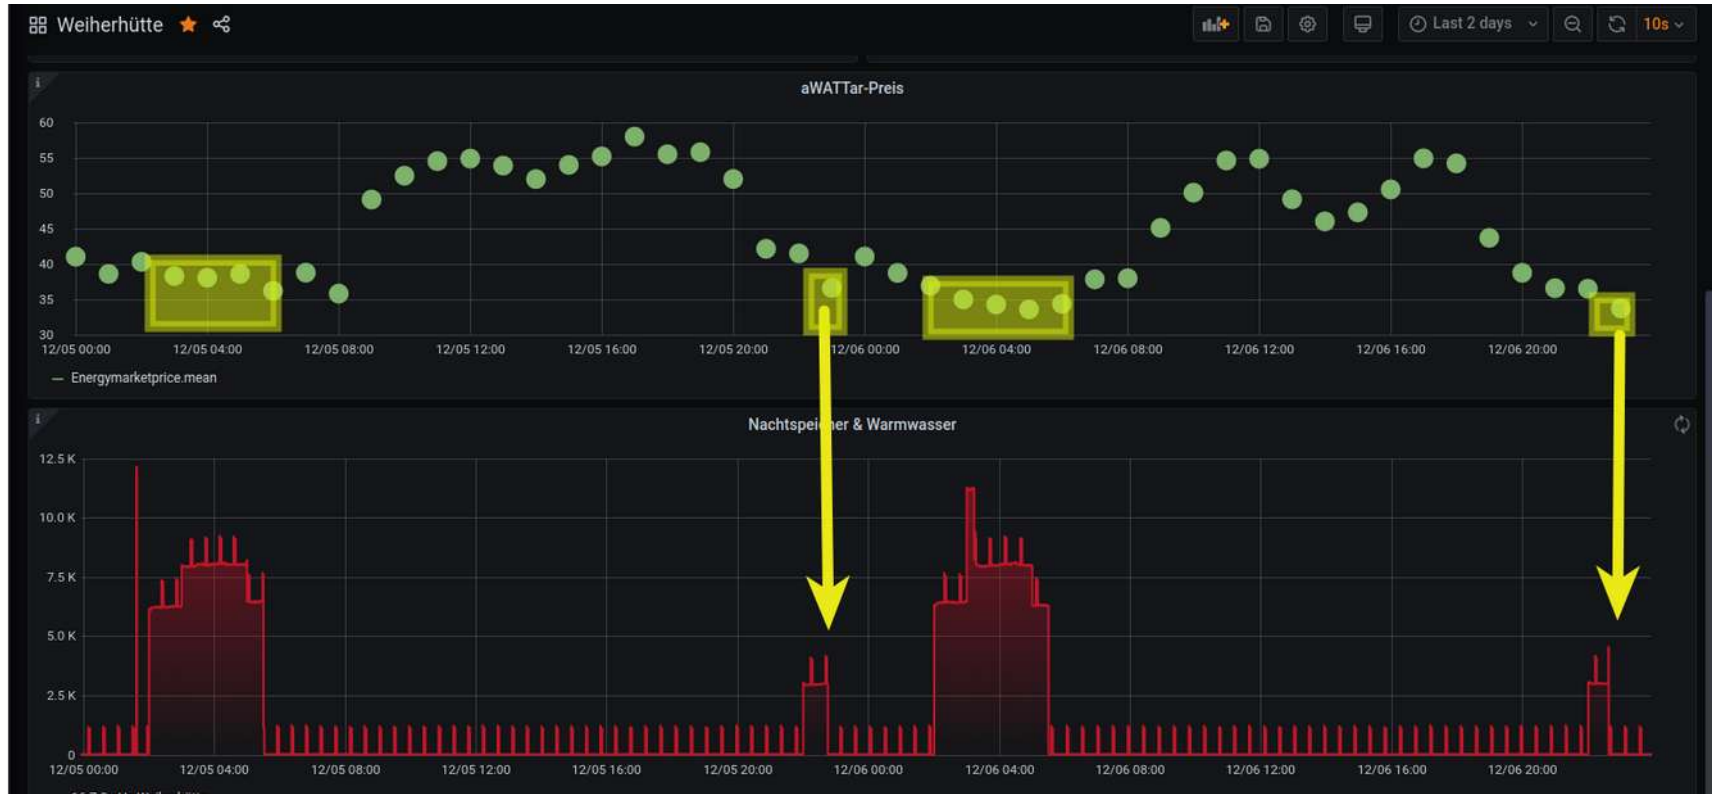 Weiherhütte
Last 2 days
10s
aWATTar-Preis
60
55
50
45
40
35
30
12/05 00:00 12/05 04:00 12/05 08:00 12/05 12:00 12/05 16:00 12/05 20:00 12/06 00:00 12/06 04:00 12/06 08:00 12/06 12:00 12/06 16:00 12/06 20:00
Energymarketprice.mean
Nachtspeicher & Warmwasser
12.5 K
10.0 K
7.5 K
5.0 K
2.5 K
0
12/05 00:00 12/05 04:00 12/05 08:00 12/05 12:00 12/05 16:00 12/05 20:00 12/06 00:00 12/06 04:00 12/06 08:00 12/06 12:00 12/06 16:00 12/06 20:00